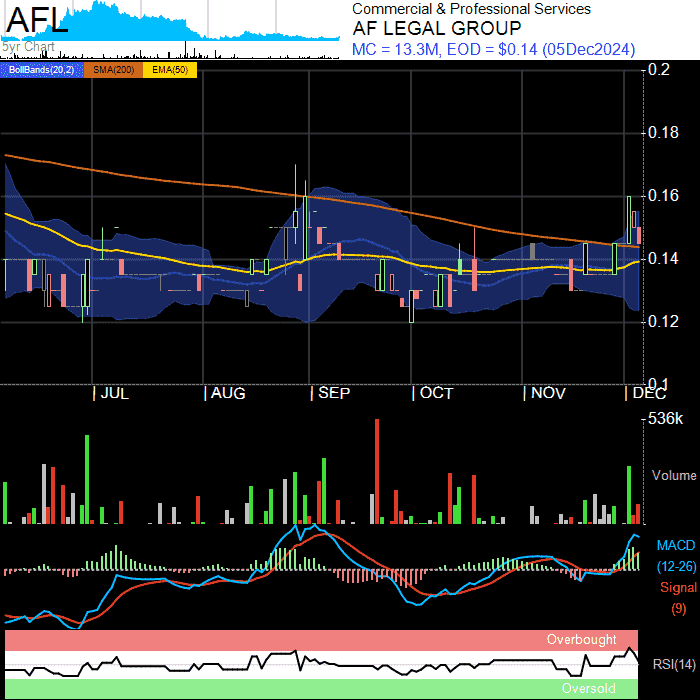 AFL
5yr Chart
Commercial & Professional Services
AF LEGAL GROUP
MC = 13.3M, EOD = $0.14 (05Dec2024)
BollBands(20,2) SMA(200) EMA(50)
0.2
0.18
0.16
0.14
0.12
0.1
| JUL | AUG | SEP | OCT | NOV | DEC
536k
Volume
MACD
(12-26)
Signal
(9)
Overbought
RSI(14)
Oversold